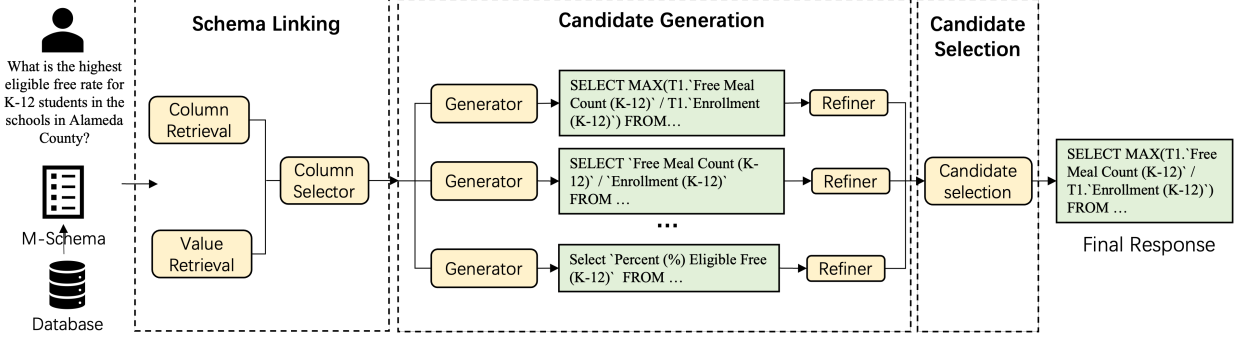 What is the highest
eligible free rate for
K-12 students in the
schools in Alameda
County?
M-Schema
Database
Schema Linking
Column
Retrieval
Value
Retrieval
Column
Selector
Candidate Generation
Generator
SELECT MAX(T1.`Free Meal
Count (K-12)` / T1.`Enrollment
(K-12)`) FROM…
Refiner
Generator
SELECT `Free Meal Count (K-
12)` / `Enrollment (K-12)`
FROM …
Refiner
...
Generator
Select `Percent (%) Eligible Free
(K-12)` FROM …
Refiner
Candidate
Selection
Candidate
selection
SELECT MAX(T1.`Free
Meal Count (K-12)` /
T1.`Enrollment (K-12)`)
FROM …
Final Response